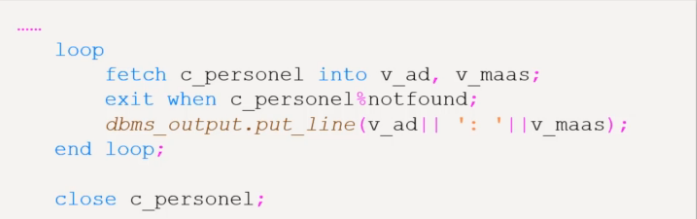 ......
loop
fetch c_personel into v_ad, v_maas;
exit when c_personel%notfound;
dbms_output.put_line(v_ad|| ': '||v_maas);
end loop;
close c_personel;